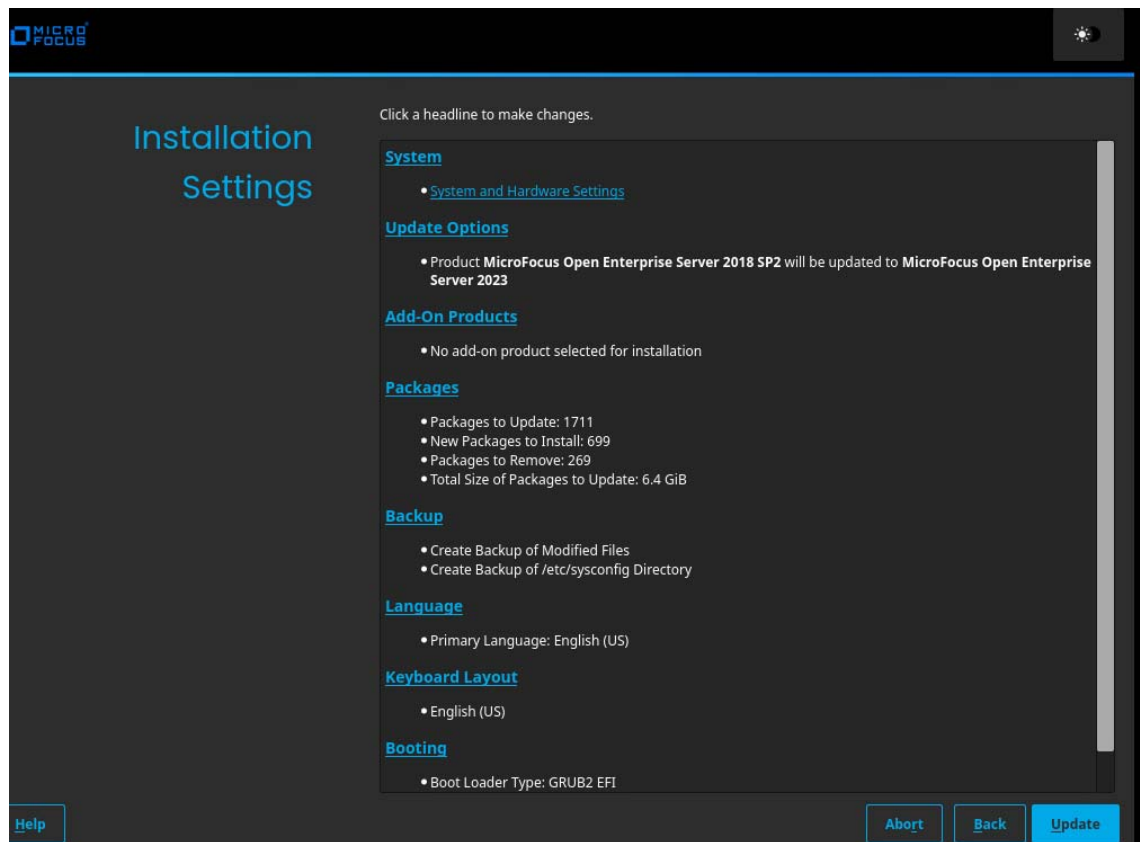 MICRO
FOCUS
Installation
Settings
Click a headline to make changes.
System
• System and Hardware Settings
Update Options
• Product MicroFocus Open Enterprise Server 2018 SP2 will be updated to MicroFocus Open Enterprise
Server 2023
Add-On Products
• No add-on product selected for installation
Packages
• Packages to Update: 1711
• New Packages to Install: 699
• Packages to Remove: 269
• Total Size of Packages to Update: 6.4 GiB
Backup
• Create Backup of Modified Files
• Create Backup of /etc/sysconfig Directory
Language
• Primary Language: English (US)
Keyboard Layout
• English (US)
Booting
• Boot Loader Type: GRUB2 EFI
Help
Abort
Back
Update